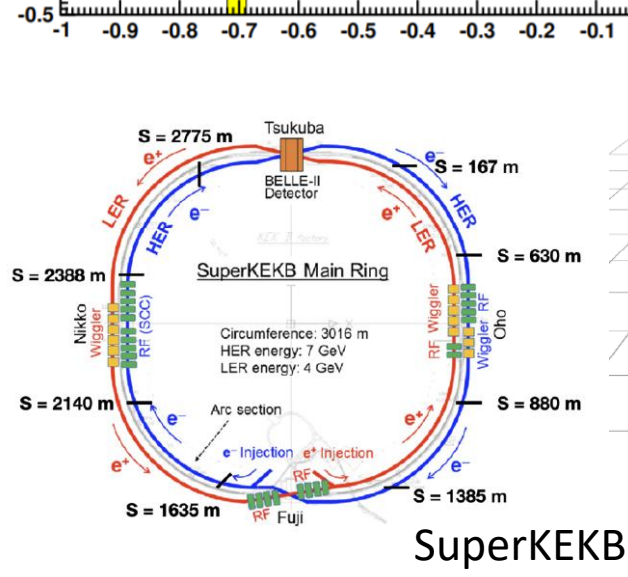 -0.5
-1 -0.9 -0.8 -0.7 -0.6 -0.5 -0.4 -0.3 -0.2 -0.1
Tsukuba
S = 2775 m
e⁺
e⁻
S = 167 m
BELLE-II
Detector
LER
HER
e⁻
e⁺
LER
HER
S = 630 m
S = 2388 m
SuperKEKB Main Ring
Nikko
Wiggler
RF (SCC)
Circumference: 3016 m
HER energy: 7 GeV
LER energy: 4 GeV
RF Wiggler
Wiggler RF
Oho
S = 2140 m
Arc section
e⁻
e⁺
S = 880 m
e⁻ Injection
e⁺ Injection
e⁺
e⁻
S = 1635 m
RF
RF
Fuji
S = 1385 m
SuperKEKB